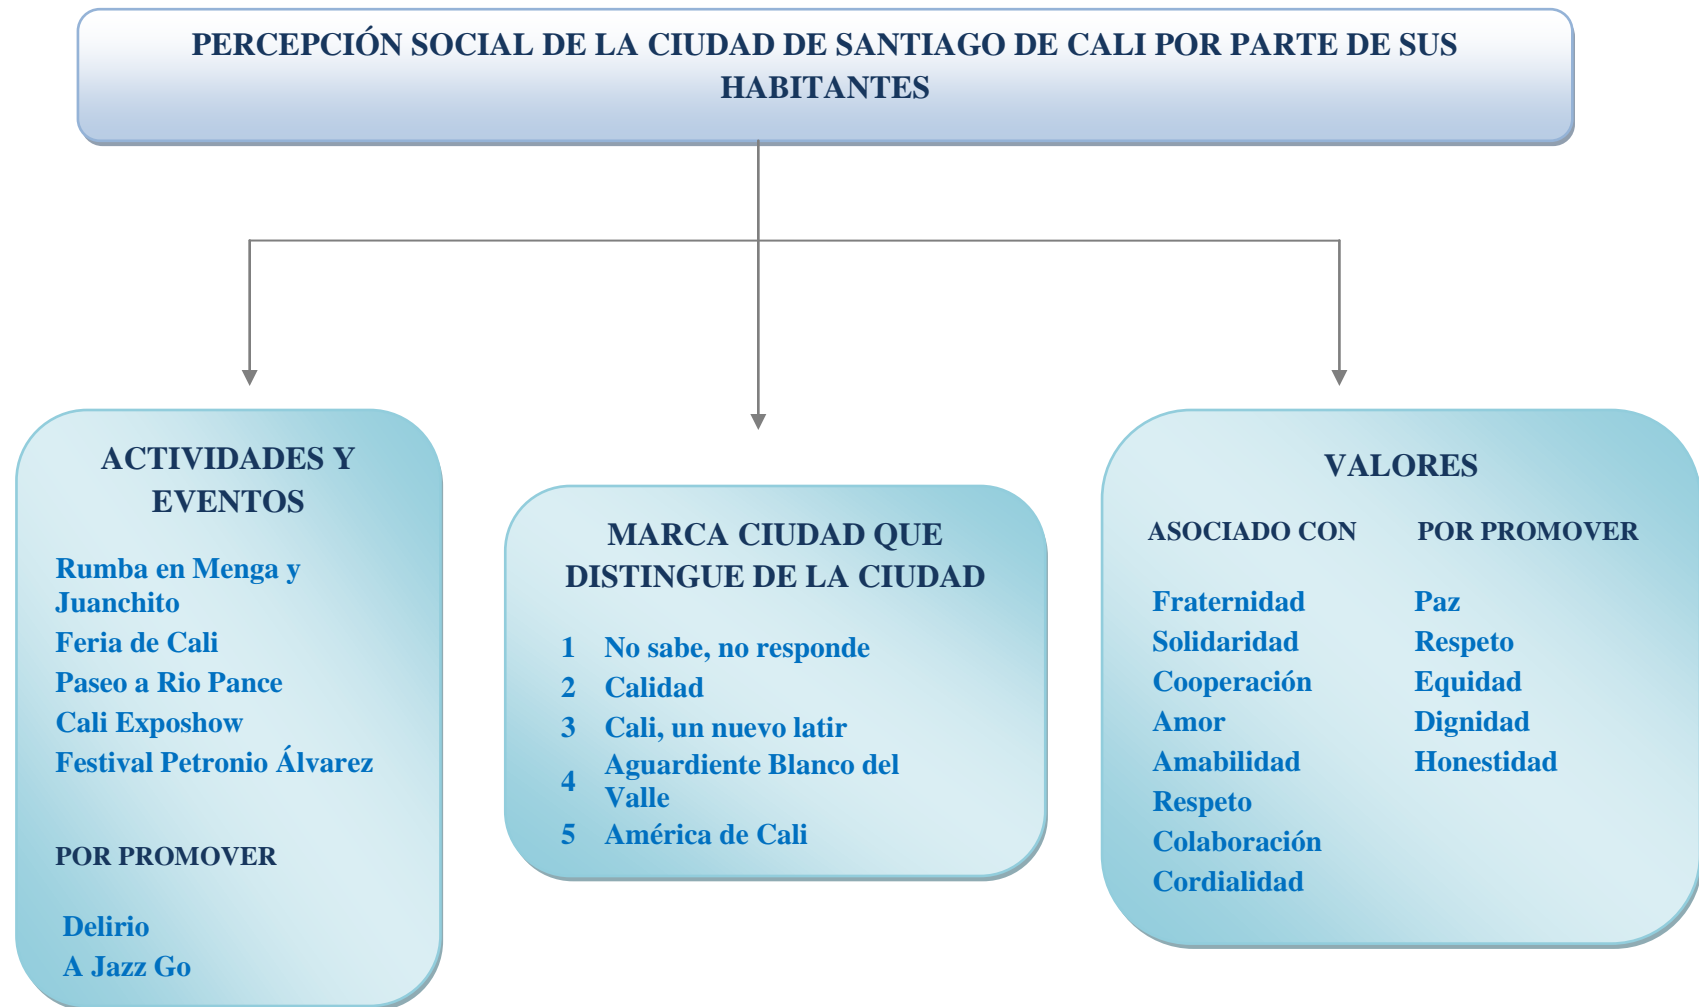 PERCEPCIÓN SOCIAL DE LA CIUDAD DE SANTIAGO DE CALI POR PARTE DE SUS
HABITANTES
ACTIVIDADES Y
EVENTOS
Rumba en Menga y
Juanchito
Feria de Cali
Paseo a Rio Pance
Cali Exposhow
Festival Petronio Álvarez
POR PROMOVER
Delirio
A Jazz Go
MARCA CIUDAD QUE
DISTINGUE DE LA CIUDAD
1 No sabe, no responde
2 Calidad
3 Cali, un nuevo latir
4 Aguardiente Blanco del
Valle
5 América de Cali
VALORES
ASOCIADO CON
Fraternidad
Solidaridad
Cooperación
Amor
Amabilidad
Respeto
Colaboración
Cordialidad
POR PROMOVER
Paz
Respeto
Equidad
Dignidad
Honestidad